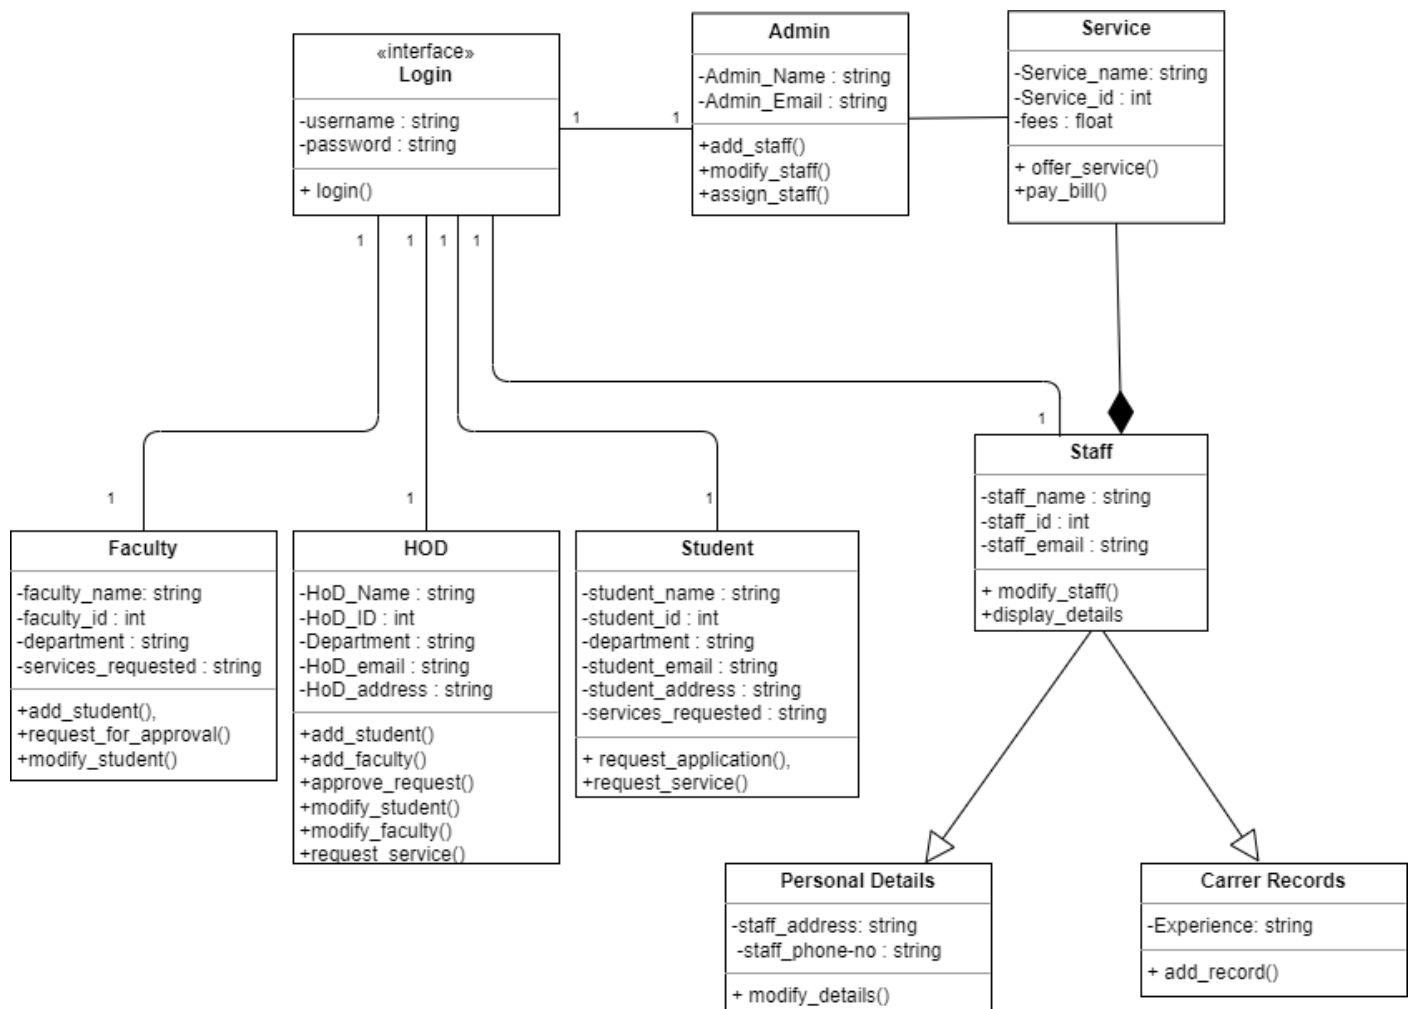 «interface»
Login
-username : string
-password : string
+ login()
Admin
-Admin_Name : string
-Admin_Email : string
+add_staff()
+modify_staff()
+assign_staff()
Service
-Service_name: string
-Service_id : int
-fees : float
+ offer_service()
+pay_bill()
1
1
1
1
1
1
1
1
1
1
Faculty
-faculty_name: string
-faculty_id : int
-department : string
-services_requested : string
+add_student(),
+request_for_approval()
+modify_student()
HOD
-HoD_Name : string
-HoD_ID : int
-Department : string
-HoD_email : string
-HoD_address : string
+add_student()
+add_faculty()
+approve_request()
+modify_student()
+modify_faculty()
+request_service()
Student
-student_name : string
-student_id : int
-department : string
-student_email : string
-student_address : string
-services_requested : string
+ request_application(),
+request_service()
Staff
-staff_name : string
-staff_id : int
-staff_email : string
+ modify_staff()
+display_details
Personal Details
-staff_address: string
-staff_phone-no : string
+ modify_details()
Carrer Records
-Experience: string
+ add_record()